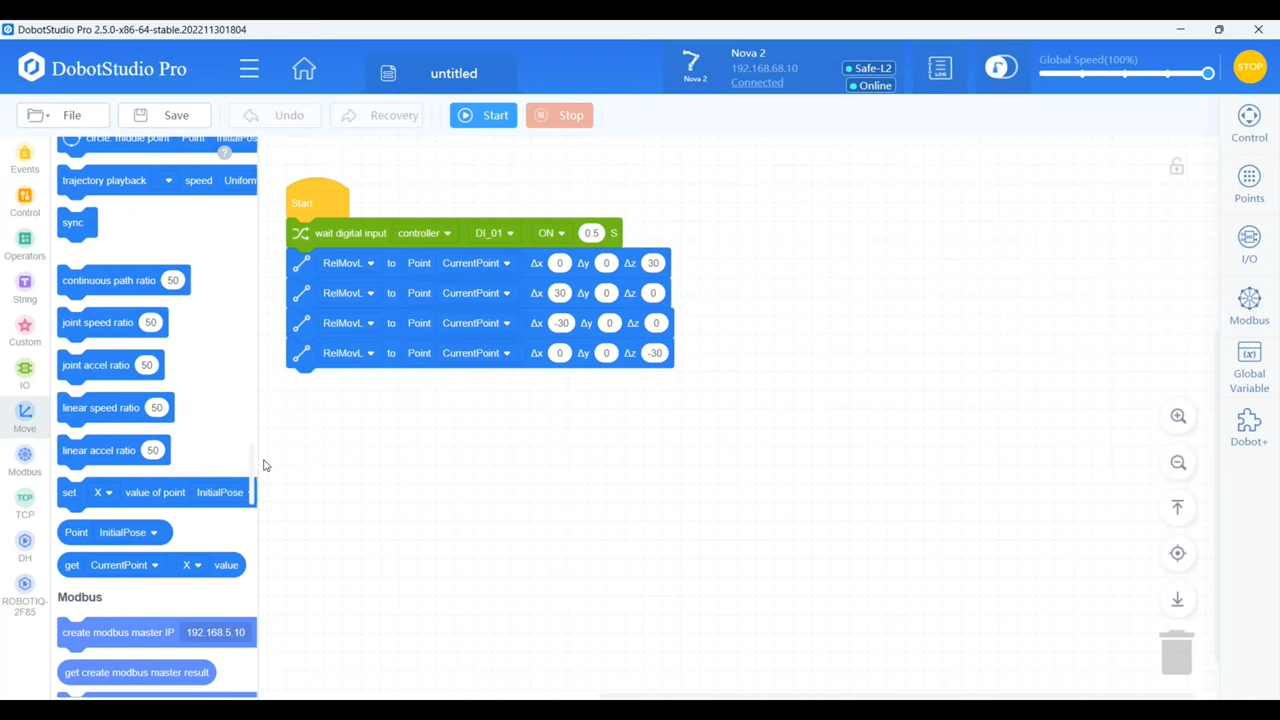 DobotStudio Pro 2.5.0-x86-64-stable.202211301804
DobotStudio Pro
untitled
Nova 2
Nova 2
192.168.68.10
Connected
Safe-L2
Online
LOG
Global Speed(100%)
STOP
File
Save
Undo
Recovery
Start
Stop
Events
Control
Operators
String
Custom
IO
Move
Modbus
TCP
TCP
DH
ROBOTIQ-
2F85
circle, middle point Point InitialPo
?
trajectory playback speed Uniform
sync
continuous path ratio 50
joint speed ratio 50
joint accel ratio 50
linear speed ratio 50
linear accel ratio 50
set X value of point InitialPose
Point InitialPose
get CurrentPoint X value
Modbus
create modbus master IP 192.168.5.10
get create modbus master result
Start
wait digital input controller DI_01 ON 0.5 S
RelMovL to Point CurrentPoint Δx 0 Δy 0 Δz 30
RelMovL to Point CurrentPoint Δx 30 Δy 0 Δz 0
RelMovL to Point CurrentPoint Δx -30 Δy 0 Δz 0
RelMovL to Point CurrentPoint Δx 0 Δy 0 Δz -30
Control
Points
I/O
Modbus
(x)
Global
Variable
Dobot+